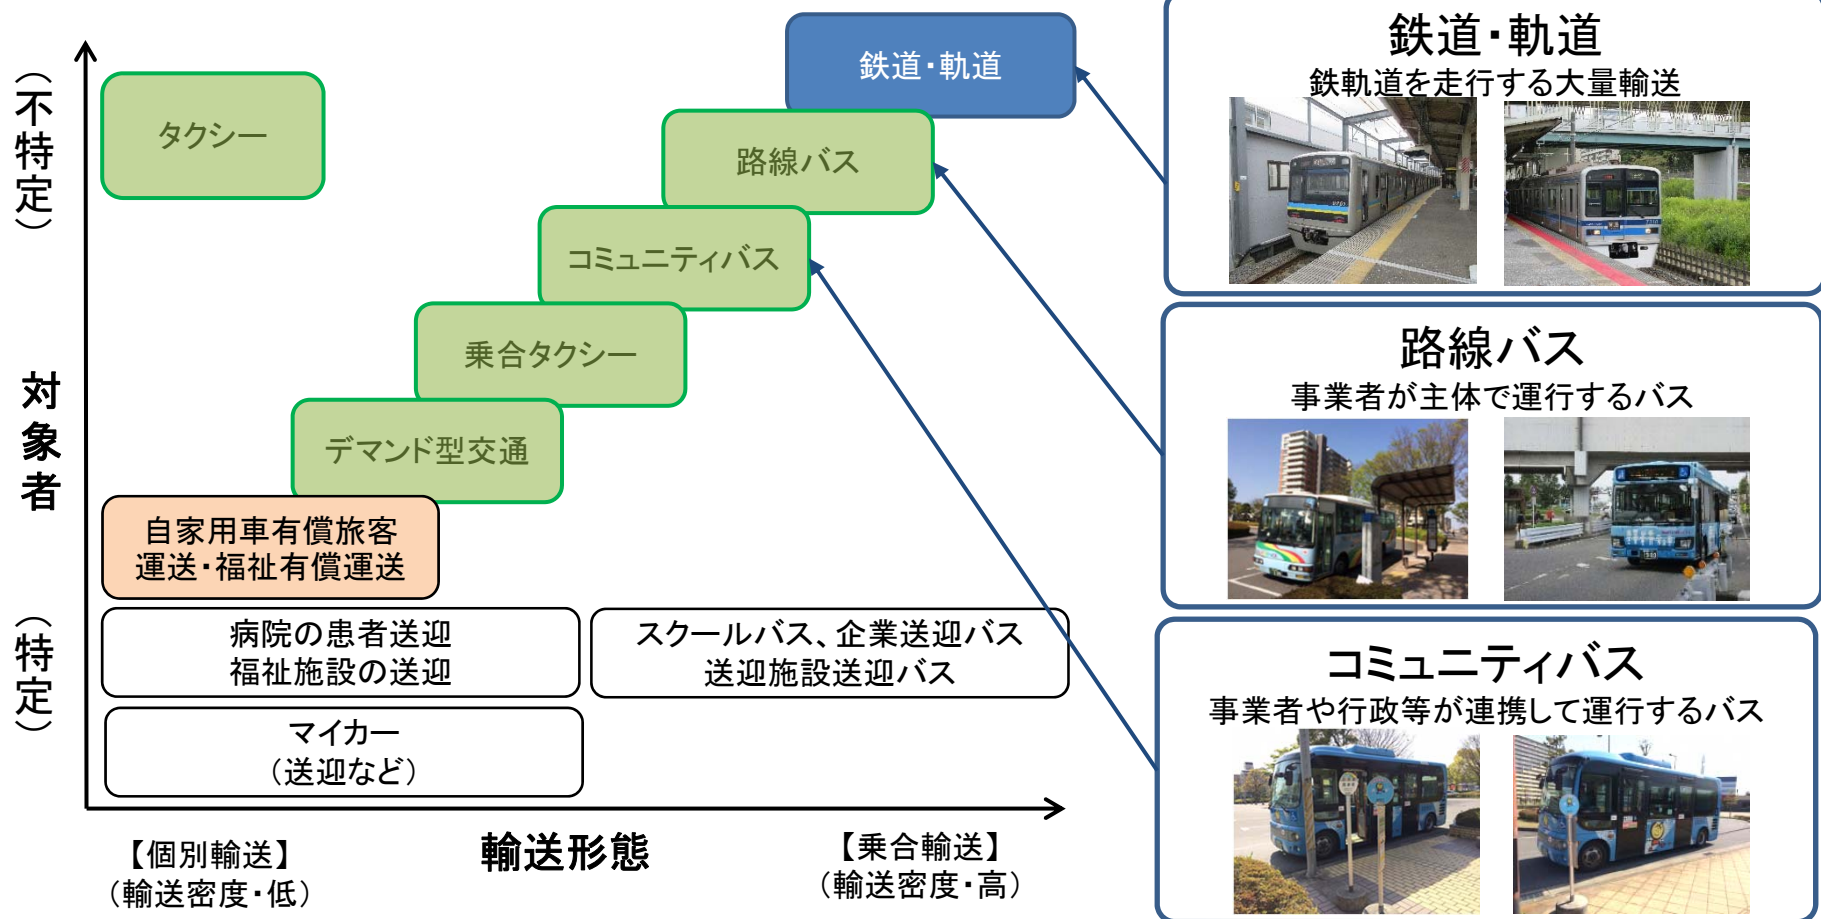 (不特定)
対象者
(特定)
タクシー
鉄道・軌道
路線バス
コミュニティバス
乗合タクシー
デマンド型交通
自家用車有償旅客
運送・福祉有償運送
病院の患者送迎
福祉施設の送迎
スクールバス、企業送迎バス
送迎施設送迎バス
マイカー
(送迎など)
【個別輸送】
(輸送密度・低)
輸送形態
【乗合輸送】
(輸送密度・高)
鉄道・軌道
鉄軌道を走行する大量輸送
路線バス
事業者が主体で運行するバス
コミュニティバス
事業者や行政等が連携して運行するバス